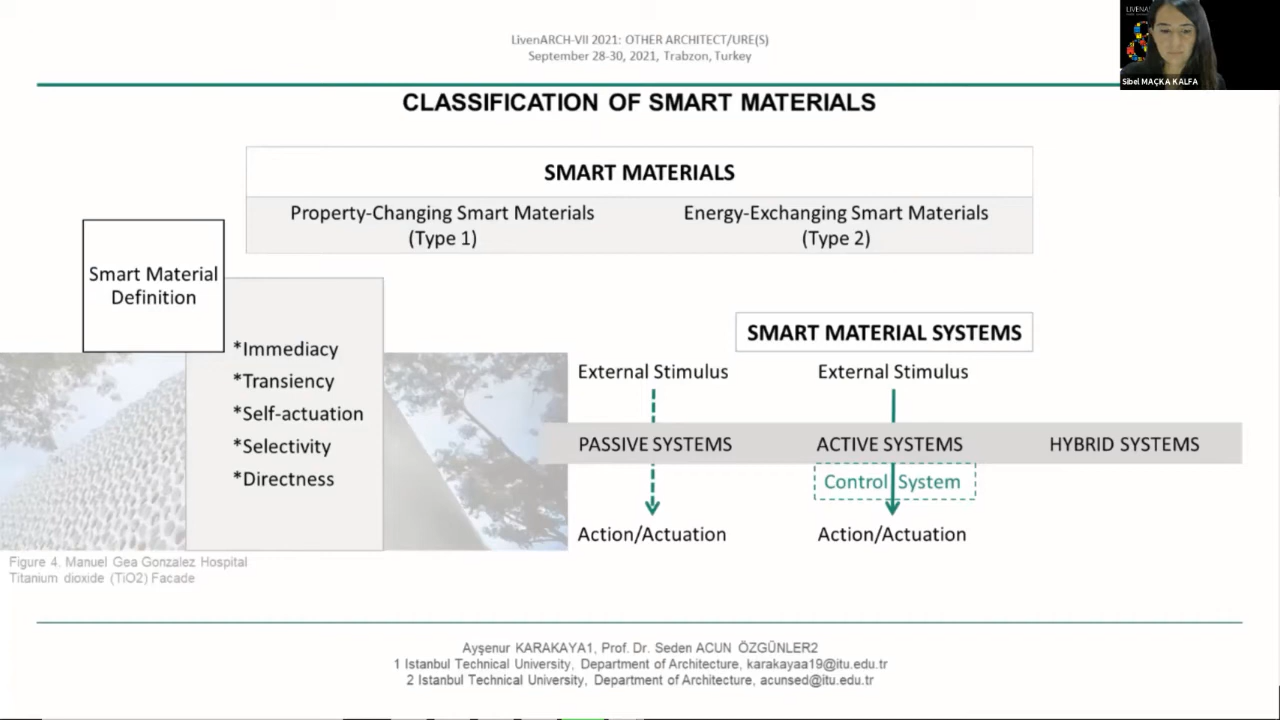 LivenARCH-VII 2021: OTHER ARCHITECT/URE(S)
September 28-30, 2021, Trabzon, Turkey
LIVENA
Sibel MAÇKA KALFA
CLASSIFICATION OF SMART MATERIALS
SMART MATERIALS
Property-Changing Smart Materials
(Type 1)
Energy-Exchanging Smart Materials
(Type 2)
Smart Material
Definition
*Immediacy
*Transiency
*Self-actuation
*Selectivity
*Directness
SMART MATERIAL SYSTEMS
External Stimulus
External Stimulus
PASSIVE SYSTEMS
ACTIVE SYSTEMS
HYBRID SYSTEMS
Control System
Action/Actuation
Action/Actuation
Figure 4. Manuel Gea Gonzalez Hospital
Titanium dioxide (TiO2) Facade
Ayşenur KARAKAYA1, Prof. Dr. Seden ACUN ÖZGÜNLER2
1 Istanbul Technical University, Department of Architecture, karakayaa19@itu.edu.tr
2 Istanbul Technical University, Department of Architecture, acunsed@itu.edu.tr